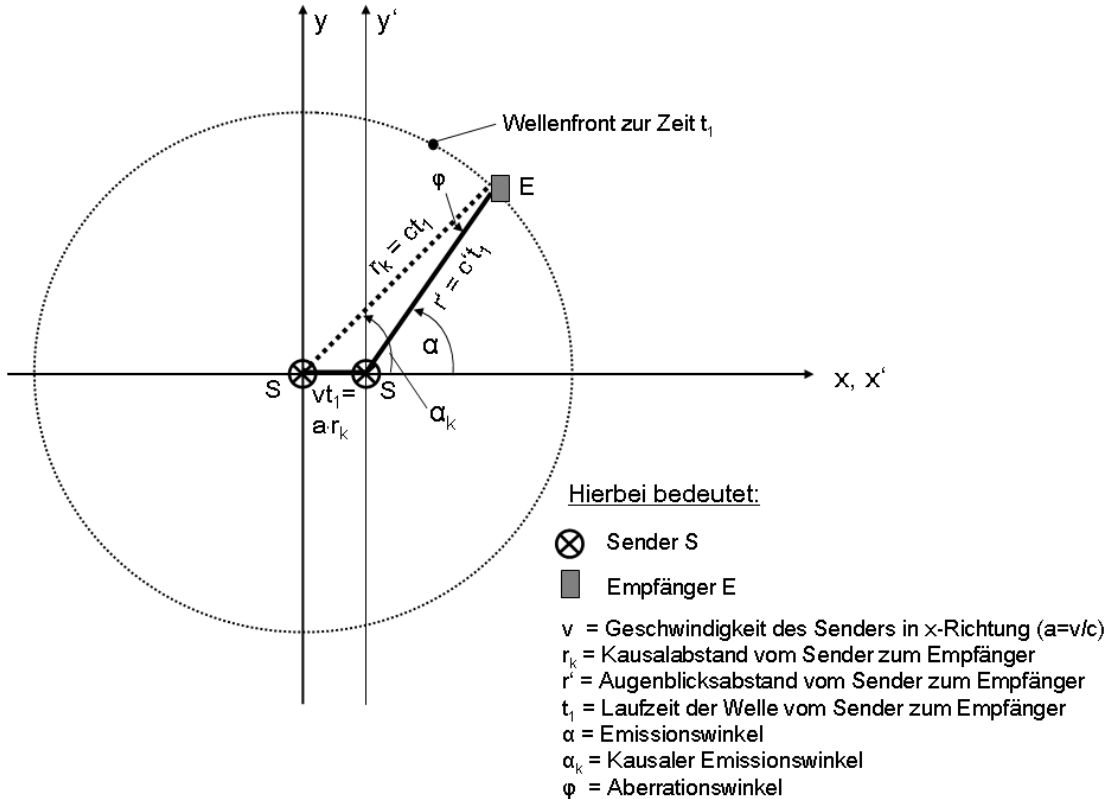 y
y‘
Wellenfront zur Zeit t₁
φ
E
rₖ = ct₁
r‘ = c‘t₁
α
x, x‘
S
S
vt₁=
a·rₖ
αₖ
Hierbei bedeutet:
Sender S
Empfänger E
v = Geschwindigkeit des Senders in x-Richtung (a=v/c)
rₖ = Kausalabstand vom Sender zum Empfänger
r‘ = Augenblicksabstand vom Sender zum Empfänger
t₁ = Laufzeit der Welle vom Sender zum Empfänger
α = Emissionswinkel
αₖ = Kausaler Emissionswinkel
φ = Aberrationswinkel